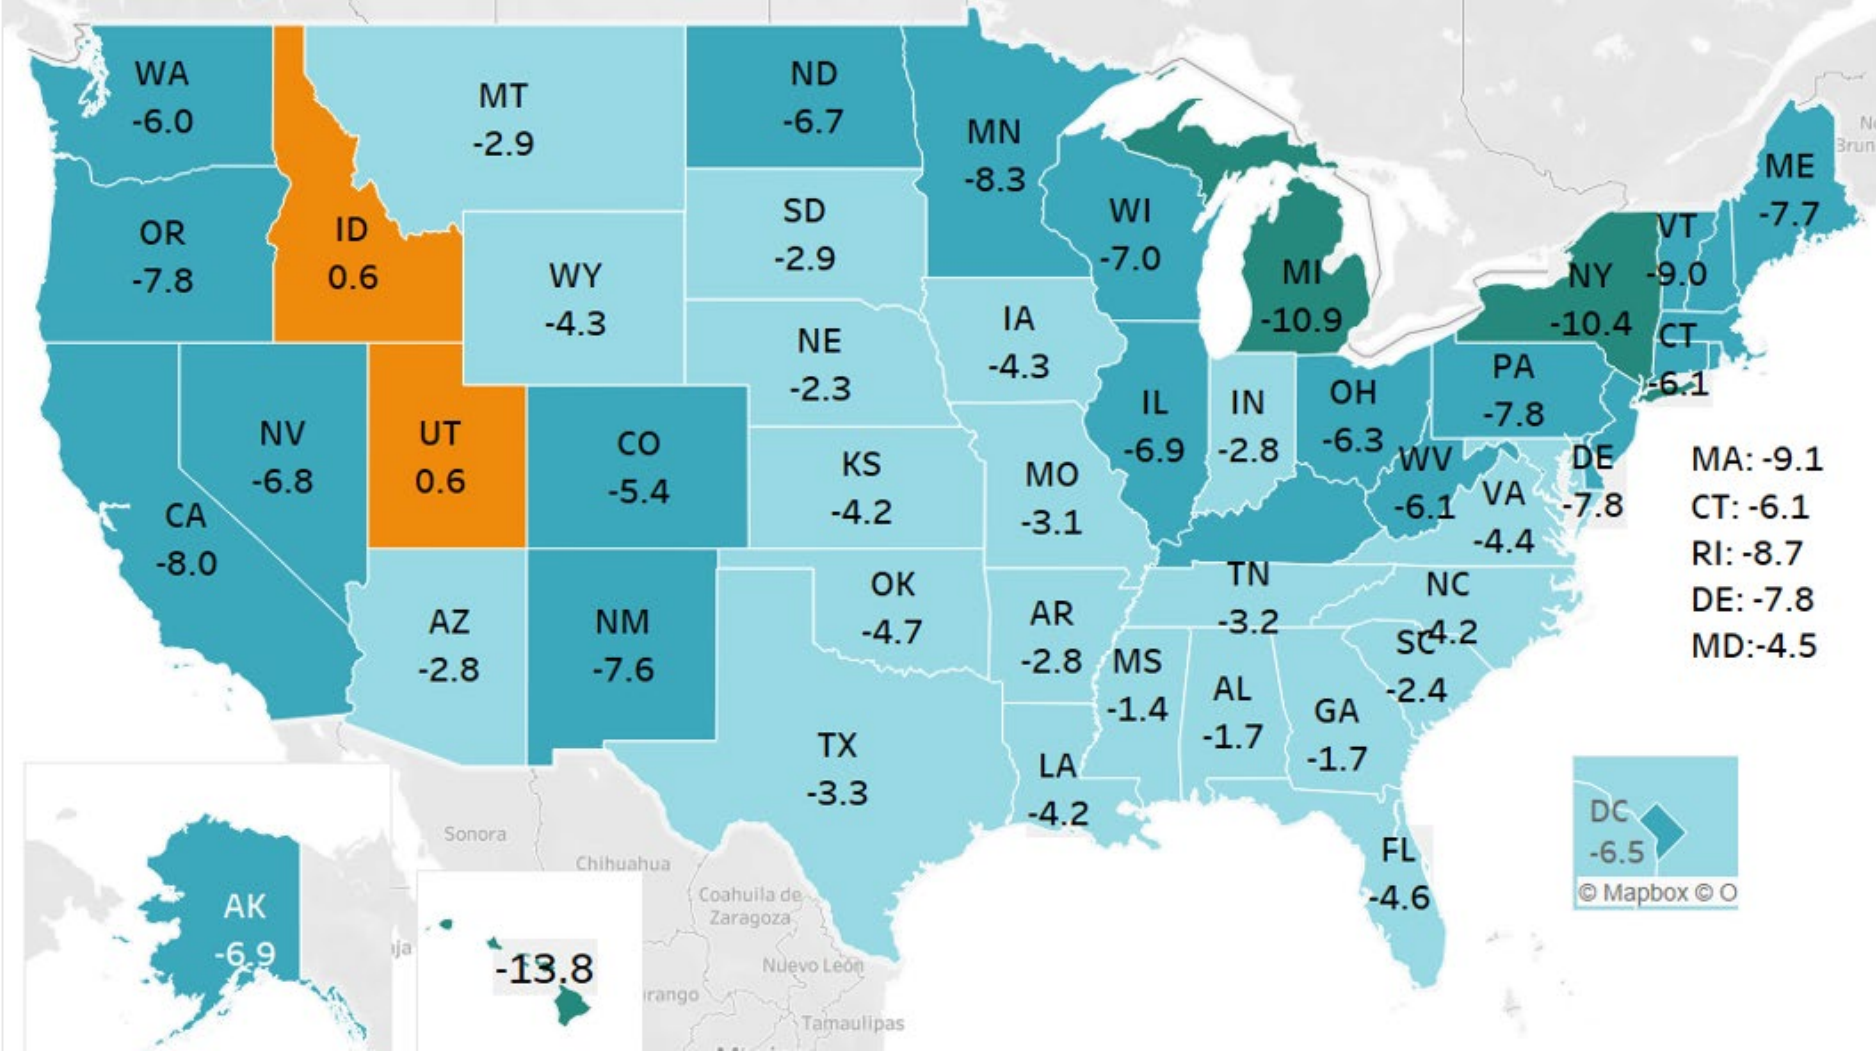 WA
-6.0
MT
-2.9
ND
-6.7
MN
-8.3
ME
-7.7
OR
-7.8
ID
0.6
WY
-4.3
SD
-2.9
WI
-7.0
MI
-10.9
NY
-10.4
VT
-9.0
NE
-2.3
IA
-4.3
CT
-6.1
NV
-6.8
UT
0.6
CO
-5.4
KS
-4.2
MO
-3.1
IL
-6.9
IN
-2.8
OH
-6.3
PA
-7.8
WV
-6.1
VA
-4.4
DE
-7.8
MA: -9.1
CT: -6.1
RI: -8.7
DE: -7.8
MD:-4.5
CA
-8.0
AZ
-2.8
NM
-7.6
OK
-4.7
AR
-2.8
TN
-3.2
NC
-4.2
SC
-2.4
MS
-1.4
AL
-1.7
GA
-1.7
TX
-3.3
LA
-4.2
FL
-4.6
DC
-6.5
© Mapbox © O
AK
-6.9
-13.8
Sonora
Chihuahua
Coahuila de
Zaragoza
Nuevo León
Tamaulipas